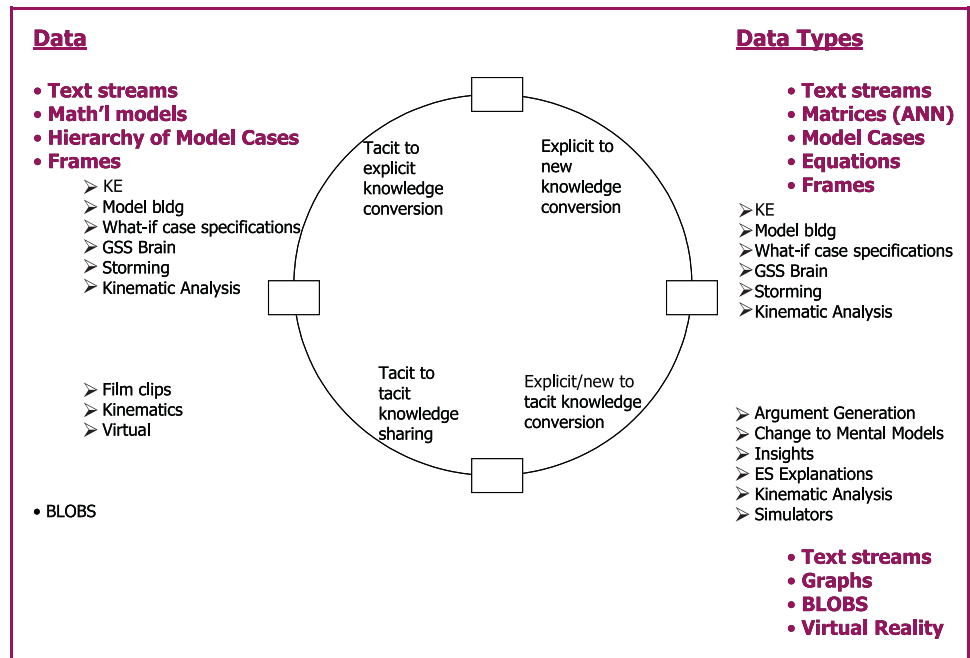 Data
• Text streams
• Math'l models
• Hierarchy of Model Cases
• Frames
➢ KE
➢ Model bldg
➢ What-if case specifications
➢ GSS Brain
➢ Storming
➢ Kinematic Analysis
➢ Film clips
➢ Kinematics
➢ Virtual
• BLOBS
Tacit to
explicit
knowledge
conversion
Explicit to
new
knowledge
conversion
Tacit to
tacit
knowledge
sharing
Explicit/new to
tacit knowledge
conversion
Data Types
• Text streams
• Matrices (ANN)
• Model Cases
• Equations
• Frames
➢ KE
➢ Model bldg
➢ What-if case specifications
➢ GSS Brain
➢ Storming
➢ Kinematic Analysis
➢ Argument Generation
➢ Change to Mental Models
➢ Insights
➢ ES Explanations
➢ Kinematic Analysis
➢ Simulators
• Text streams
• Graphs
• BLOBS
• Virtual Reality